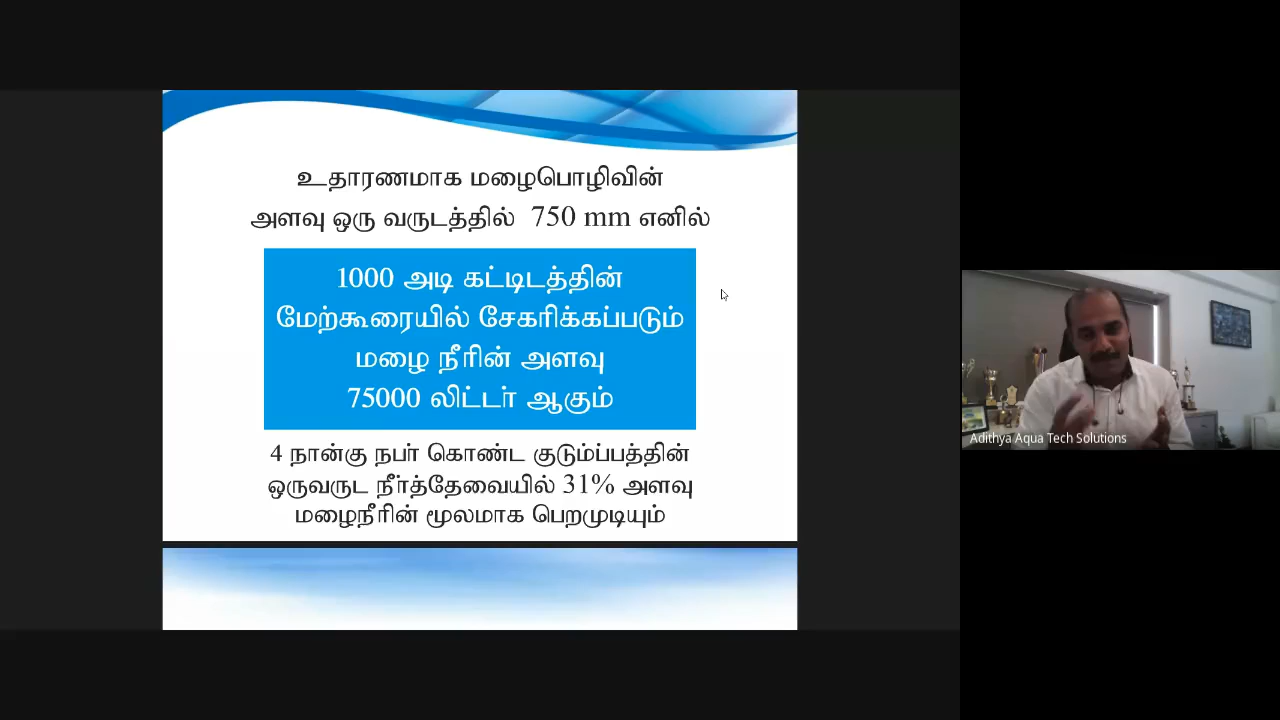 உதாரணமாக மழைபொழிவின்
அளவு ஒரு வருடத்தில் 750 mm எனில்
1000 அடி கட்டிடத்தின்
மேற்கூரையில் சேகரிக்கப்படும்
மழை நீரின் அளவு
75000 லிட்டர் ஆகும்
4 நான்கு நபர் கொண்ட குடும்ப்பத்தின்
ஒருவருட நீர்த்தேவையில் 31% அளவு
மழைநீரின் மூலமாக பெறமுடியும்
Adithya Aqua Tech Solutions